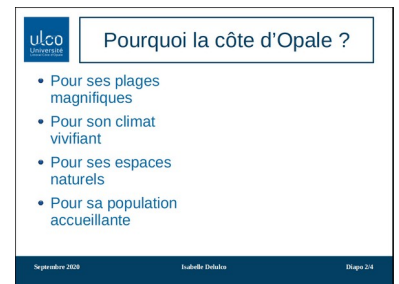 ulco
Université
Pourquoi la côte d'Opale ?
Pour ses plages
magnifiques
Pour son climat
vivifiant
Pour ses espaces
naturels
Pour sa population
accueillante
Septembre 2020
Isabelle Delulco
Diapo 2/4